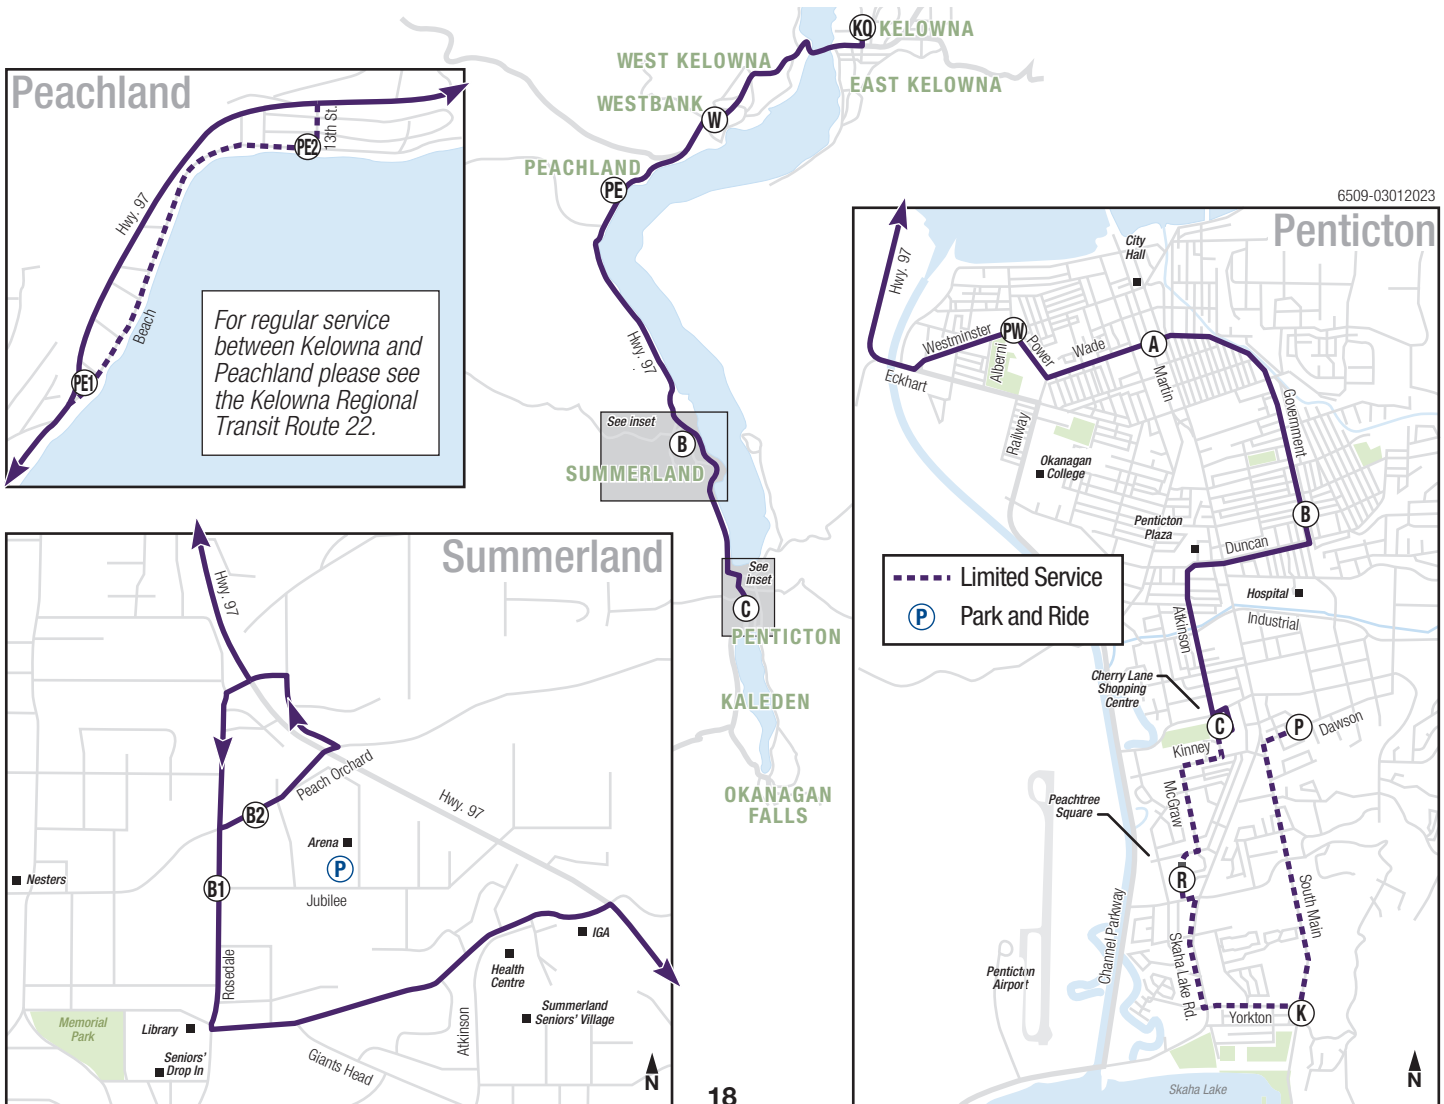 KO
KELOWNA
WEST KELOWNA
EAST KELOWNA
WESTBANK
W
PEACHLAND
PE
Hwy. 97
See inset
B
SUMMERLAND
See
inset
C
PENTICTON
KALEDEN
OKANAGAN
FALLS
18
Peachland
13th St.
PE2
Hwy. 97
Beach
PE1
For regular service
between Kelowna and
Peachland please see
the Kelowna Regional
Transit Route 22.
Summerland
Hwy. 97
Peach Orchard
Hwy. 97
B2
Arena
P
Nesters
B1
Jubilee
IGA
Rosedale
Health
Centre
Memorial
Park
Library
Summerland
Seniors' Village
Atkinson
Seniors'
Drop In
Giants Head
N
6509-03012023
Penticton
City
Hall
Hwy. 97
Westminster
PW
Power
Wade
A
Alberni
Eckhart
Martin
Government
Railway
Okanagan
College
B
Penticton
Plaza
Duncan
Limited Service
P
Park and Ride
Hospital
Industrial
Atkinson
Cherry Lane
Shopping
Centre
C
P
Dawson
Kinney
McGraw
Peachtree
Square
R
South Main
Channel Parkway
Skaha Lake Rd.
Penticton
Airport
Yorkton
K
Skaha Lake
N